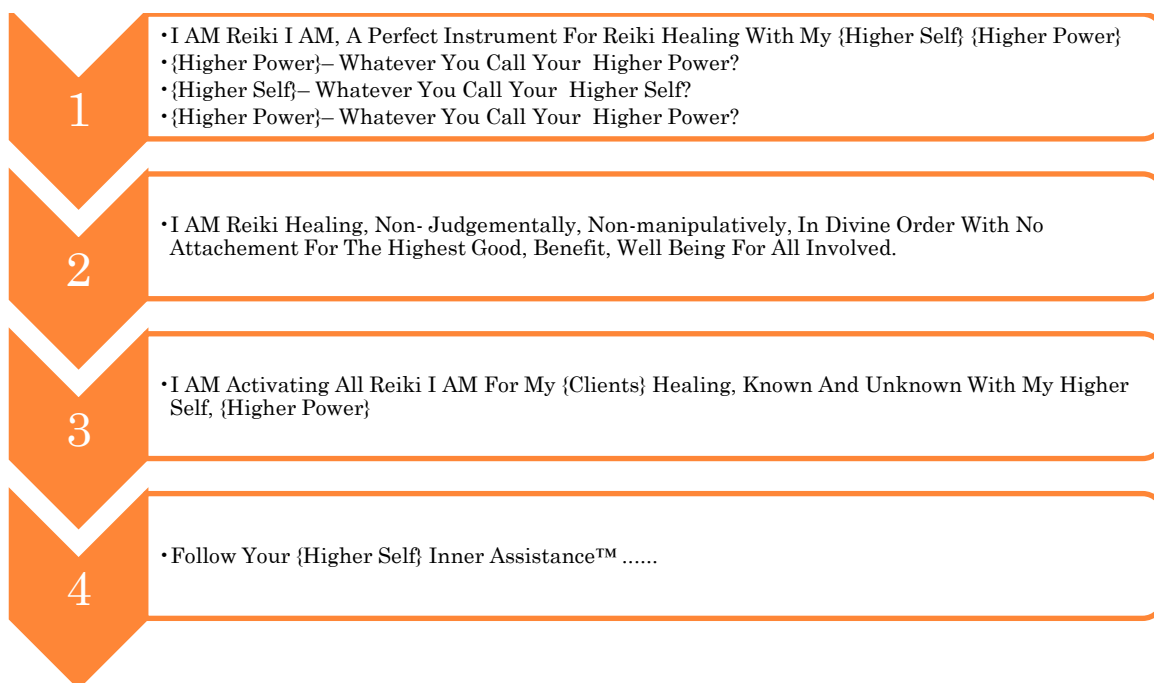 1
•I AM Reiki I AM, A Perfect Instrument For Reiki Healing With My {Higher Self} {Higher Power}
•{Higher Power}– Whatever You Call Your Higher Power?
•{Higher Self}– Whatever You Call Your Higher Self?
•{Higher Power}– Whatever You Call Your Higher Power?
2
•I AM Reiki Healing, Non- Judgementally, Non-manipulatively, In Divine Order With No
Attachement For The Highest Good, Benefit, Well Being For All Involved.
3
•I AM Activating All Reiki I AM For My {Clients} Healing, Known And Unknown With My Higher
Self, {Higher Power}
4
•Follow Your {Higher Self} Inner Assistance™ ......